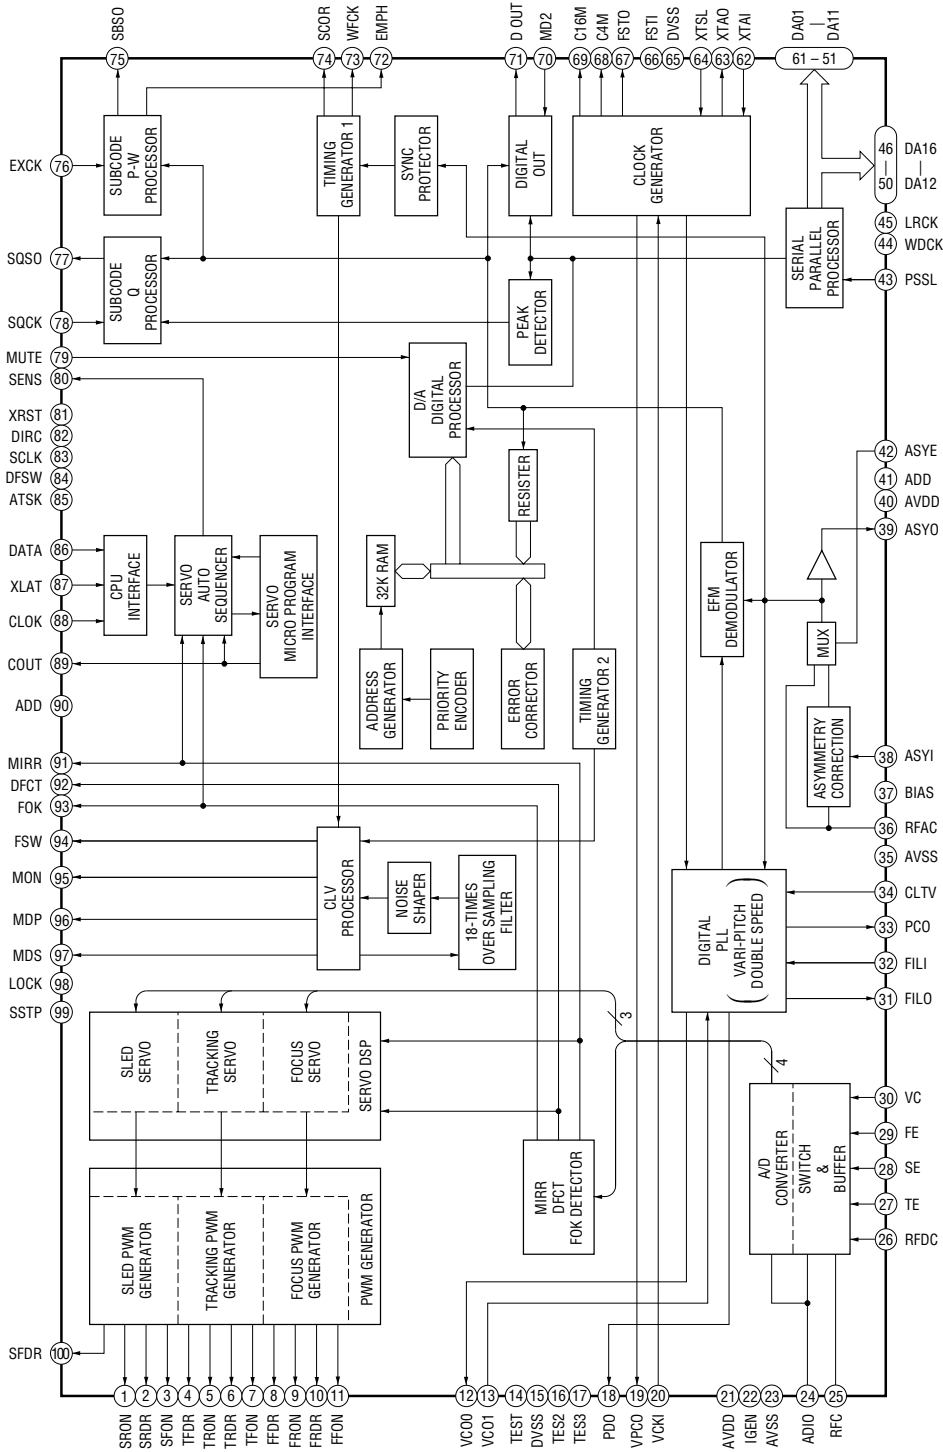 SBSO
SCOR
WFCK
EMPH
D OUT
MD2
C16M
C4M
FSTO
FSTI
DVSS
XTSL
XTAO
XTAI
DA01
|
DA11
75
74
73
72
71
70
69
68
67
66
65
64
63
62
61 – 51
EXCK
76
SQSO
77
SQCK
78
MUTE
79
SENS
80
XRST
81
DIRC
82
SCLK
83
DFSW
84
ATSK
85
DATA
86
XLAT
87
CLOK
88
COUT
89
ADD
90
MIRR
91
DFCT
92
FOK
93
FSW
94
MON
95
MDP
96
MDS
97
LOCK
98
SSTP
99
SFDR
100
SUBCODE
P-W
PROCESSOR
TIMING
GENERATOR 1
SYNC
PROTECTOR
DIGITAL
OUT
CLOCK
GENERATOR
SUBCODE
Q
PROCESSOR
PEAK
DETECTOR
SERIAL
PARALLEL
PROCESSOR
D/A
DIGITAL
PROCESSOR
RESISTER
32K RAM
CPU
INTERFACE
SERVO
AUTO
SEQUENCER
SERVO
MICRO PROGRAM
INTERFACE
EFM
DEMODULATOR
MUX
ADDRESS
GENERATOR
PRIORITY
ENCODER
ERROR
CORRECTOR
TIMING
GENERATOR 2
ASYMMETRY
CORRECTION
CLV
PROCESSOR
NOISE
SHAPER
18-TIMES
OVER SAMPLING
FILTER
DIGITAL
PLL
(VARI-PITCH
DOUBLE SPEED)
3
4
SLED
SERVO
TRACKING
SERVO
FOCUS
SERVO
SERVO DSP
MIRR
DFCT
FOK DETECTOR
A/D
CONVERTER
SWITCH
&
BUFFER
SLED PWM
GENERATOR
TRACKING PWM
GENERATOR
FOCUS PWM
GENERATOR
PWM GENERATOR
46
|
50
DA16
|
DA12
45
LRCK
44
WDCK
43
PSSL
42
ASYE
41
ADD
40
AVDD
39
ASYO
38
ASYI
37
BIAS
36
RFAC
35
AVSS
34
CLTV
33
PCO
32
FILI
31
FILO
30
VC
29
FE
28
SE
27
TE
26
RFDC
1
2
3
4
5
6
7
8
9
10
11
12
13
14
15
16
17
18
19
20
21
22
23
24
25
SRON
SRDR
SFON
TFDR
TRON
TRDR
TFON
FFDR
FRON
FRDR
FFON
VCO0
VCO1
TEST
DVSS
TES2
TES3
PDO
VPCO
VCKI
AVDD
IGEN
AVSS
ADIO
RFC